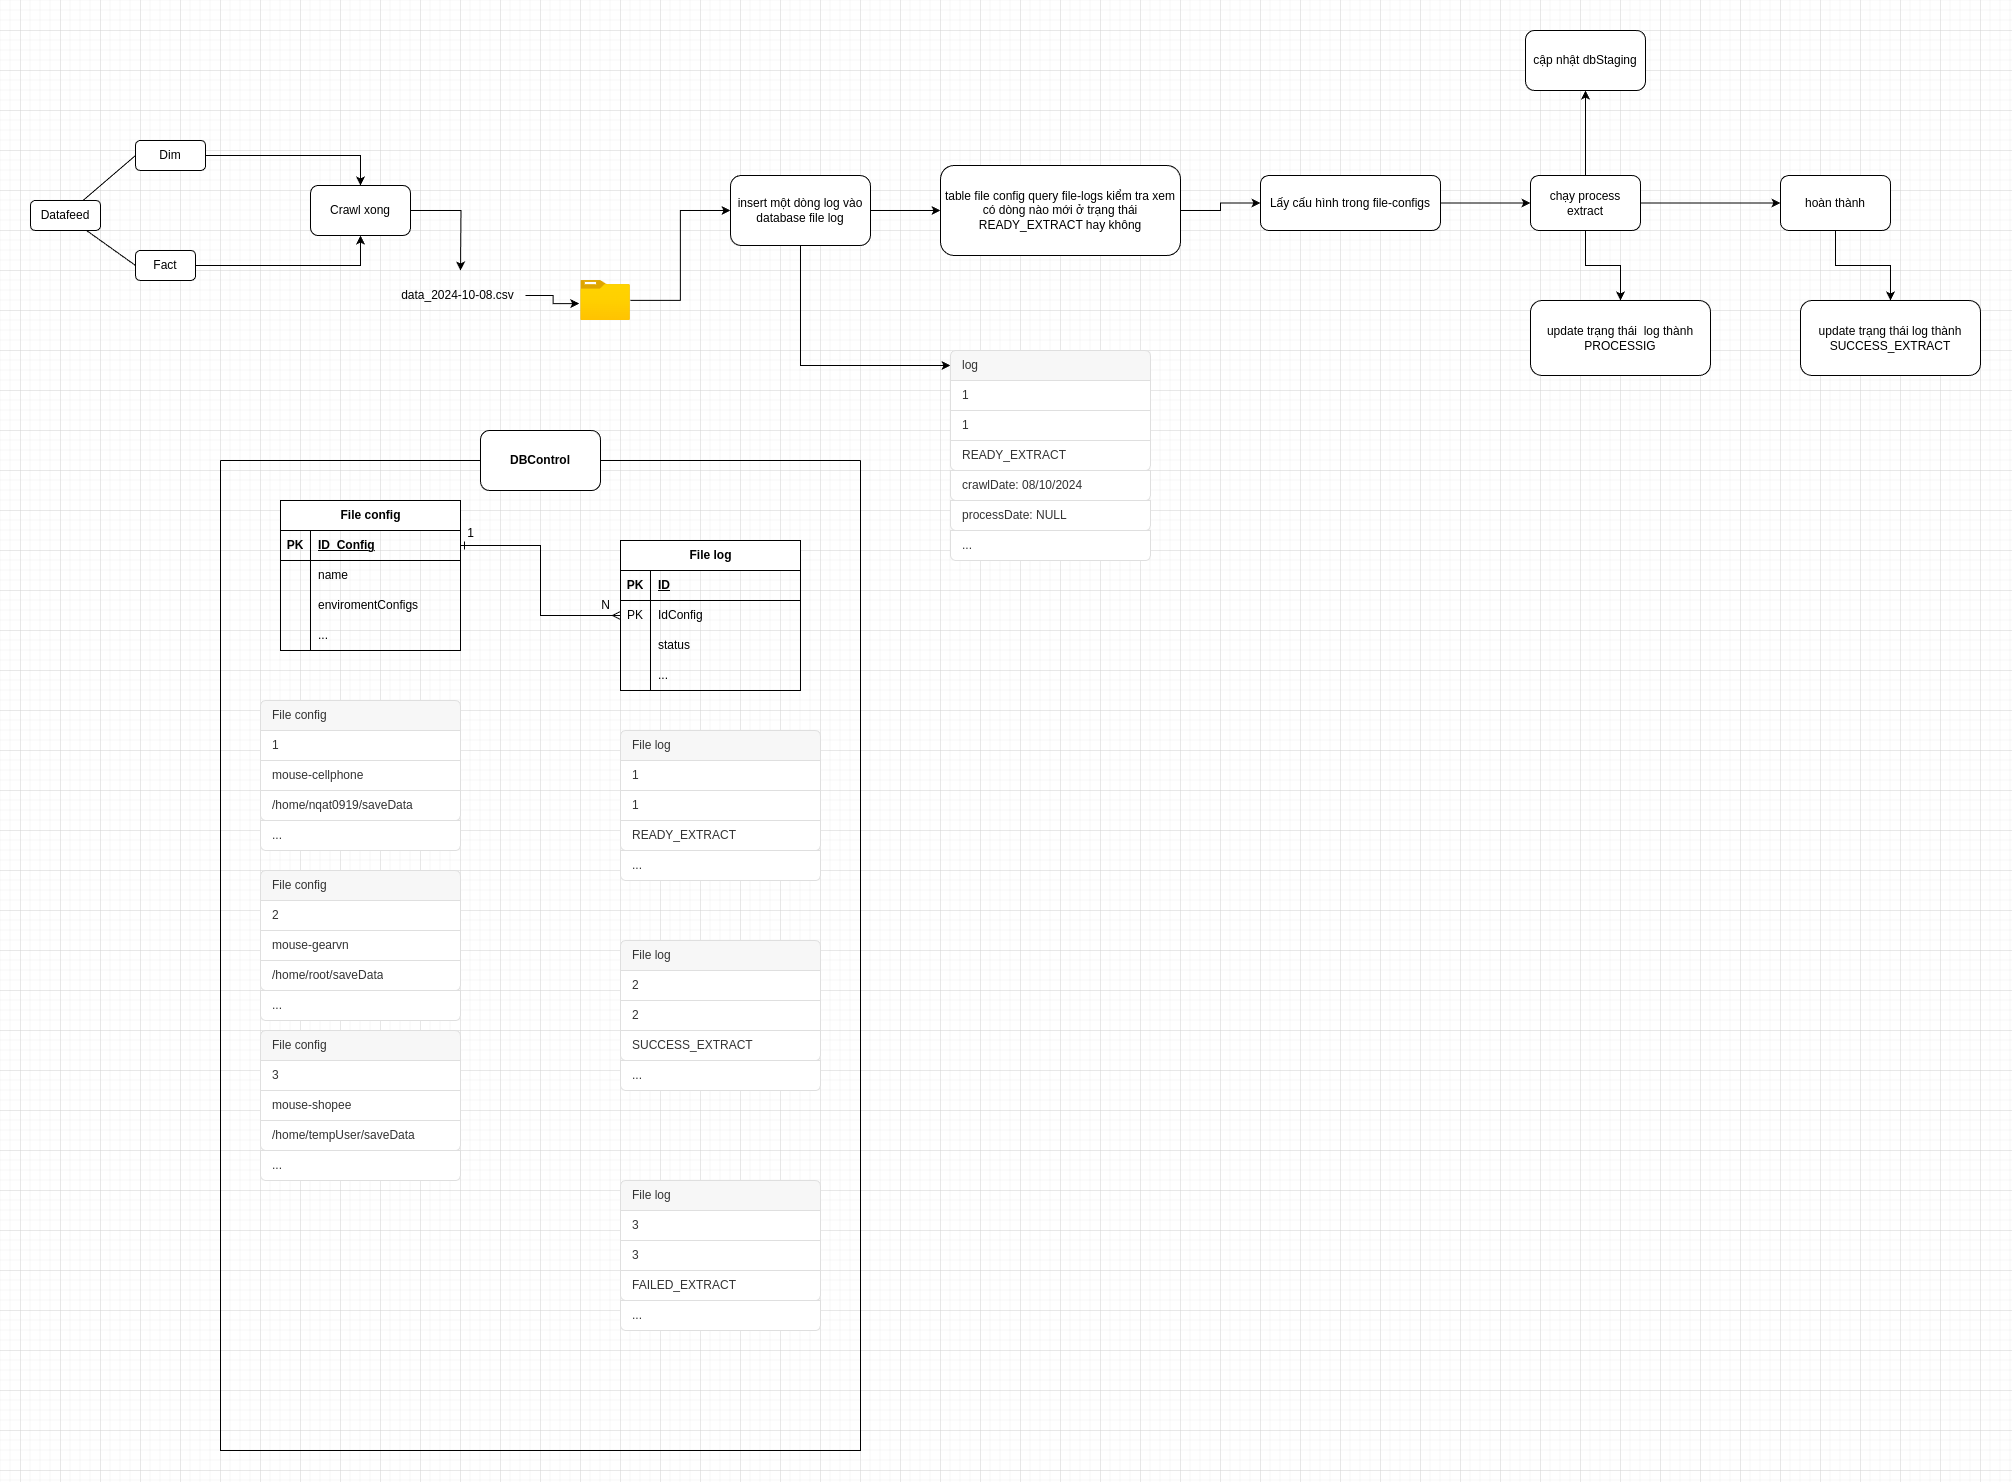 cập nhật dbStaging
Dim
Datafeed
Fact
Crawl xong
data_2024-10-08.csv
insert một dòng log vào
database file log
table file config query file-logs kiểm tra xem
có dòng nào mới ở trạng thái
READY_EXTRACT hay không
Lấy cấu hình trong file-configs
chạy process
extract
hoàn thành
update trạng thái  log thành
PROCESSIG
update trạng thái log thành
SUCCESS_EXTRACT
log
1
1
READY_EXTRACT
crawlDate: 08/10/2024
processDate: NULL
...
DBControl
File config
PK ID_Config
name
enviromentConfigs
...
1
N
File log
PK ID
PK IdConfig
status
...
File config
1
mouse-cellphone
/home/nqat0919/saveData
...
File config
2
mouse-gearvn
/home/root/saveData
...
File config
3
mouse-shopee
/home/tempUser/saveData
...
File log
1
1
READY_EXTRACT
...
File log
2
2
SUCCESS_EXTRACT
...
File log
3
3
FAILED_EXTRACT
...